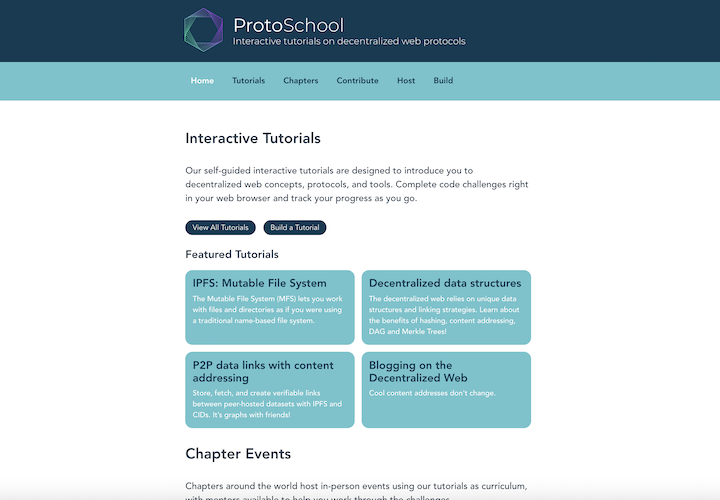 ProtoSchool
Interactive tutorials on decentralized web protocols
Home Tutorials Chapters Contribute Host Build
Interactive Tutorials
Our self-guided interactive tutorials are designed to introduce you to
decentralized web concepts, protocols, and tools. Complete code challenges right
in your web browser and track your progress as you go.
View All Tutorials Build a Tutorial
Featured Tutorials
IPFS: Mutable File System
The Mutable File System (MFS) lets you work
with files and directories as if you were using
a traditional name-based file system.
Decentralized data structures
The decentralized web relies on unique data
structures and linking strategies. Learn about
the benefits of hashing, content addressing,
DAG and Merkle Trees!
P2P data links with content
addressing
Store, fetch, and create verifiable links
between peer-hosted datasets with IPFS and
CIDs. It's graphs with friends!
Blogging on the
Decentralized Web
Cool content addresses don't change.
Chapter Events
Chapters around the world host in-person events using our tutorials as curriculum,
with mentors available to help you work through the challenges.